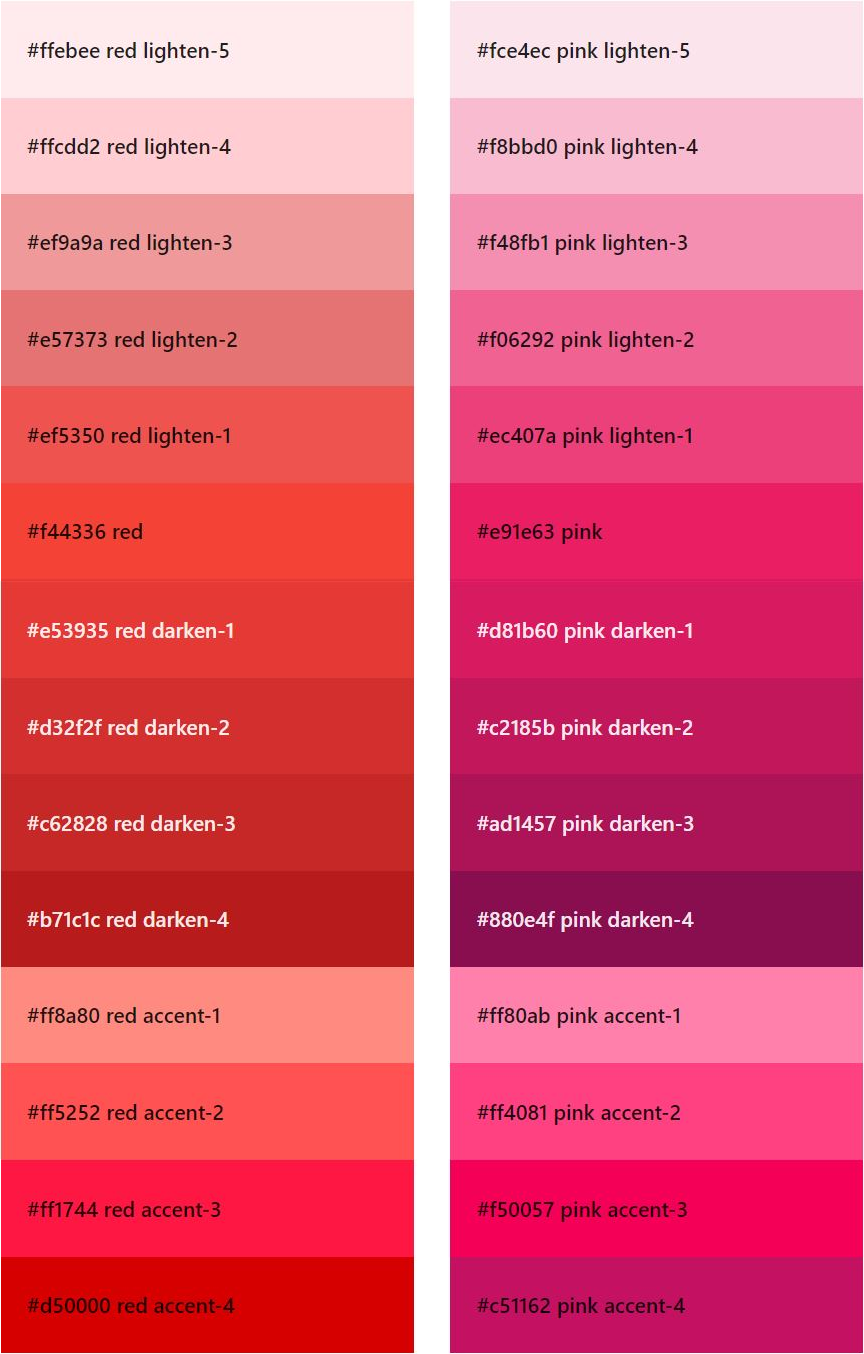 #ffebee red lighten-5
#ffcdd2 red lighten-4
#ef9a9a red lighten-3
#e57373 red lighten-2
#ef5350 red lighten-1
#f44336 red
#e53935 red darken-1
#d32f2f red darken-2
#c62828 red darken-3
#b71c1c red darken-4
#ff8a80 red accent-1
#ff5252 red accent-2
#ff1744 red accent-3
#d50000 red accent-4
#fce4ec pink lighten-5
#f8bbd0 pink lighten-4
#f48fb1 pink lighten-3
#f06292 pink lighten-2
#ec407a pink lighten-1
#e91e63 pink
#d81b60 pink darken-1
#c2185b pink darken-2
#ad1457 pink darken-3
#880e4f pink darken-4
#ff80ab pink accent-1
#ff4081 pink accent-2
#f50057 pink accent-3
#c51162 pink accent-4